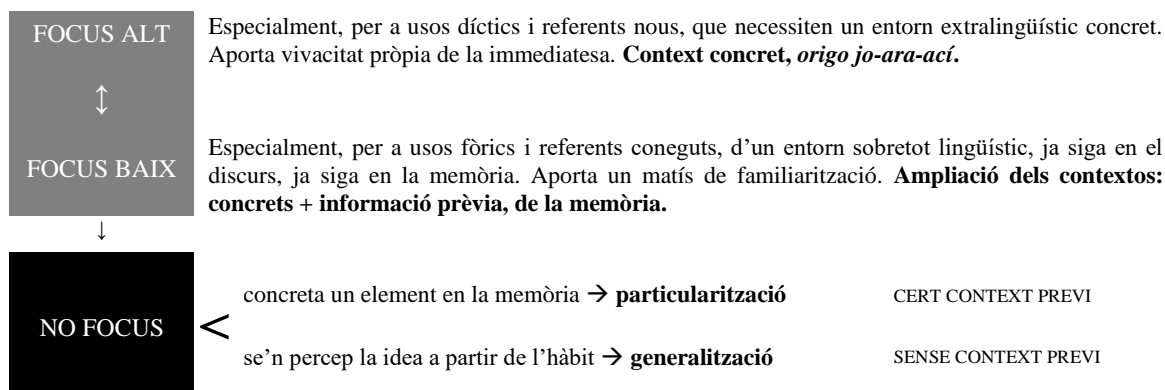 FOCUS ALT
Especialment, per a usos díctics i referents nous, que necessiten un entorn extralingüístic concret.
Aporta vivacitat pròpia de la immediatesa. Context concret, origo jo-ara-ací.
↕
FOCUS BAIX
Especialment, per a usos fòrics i referents coneguts, d’un entorn sobretot lingüístic, ja siga en el
discurs, ja siga en la memòria. Aporta un matís de familiarització. Ampliació dels contextos:
concrets + informació prèvia, de la memòria.
↓
NO FOCUS <
concreta un element en la memòria → particularització CERT CONTEXT PREVI
se’n percep la idea a partir de l’hàbit → generalització SENSE CONTEXT PREVI